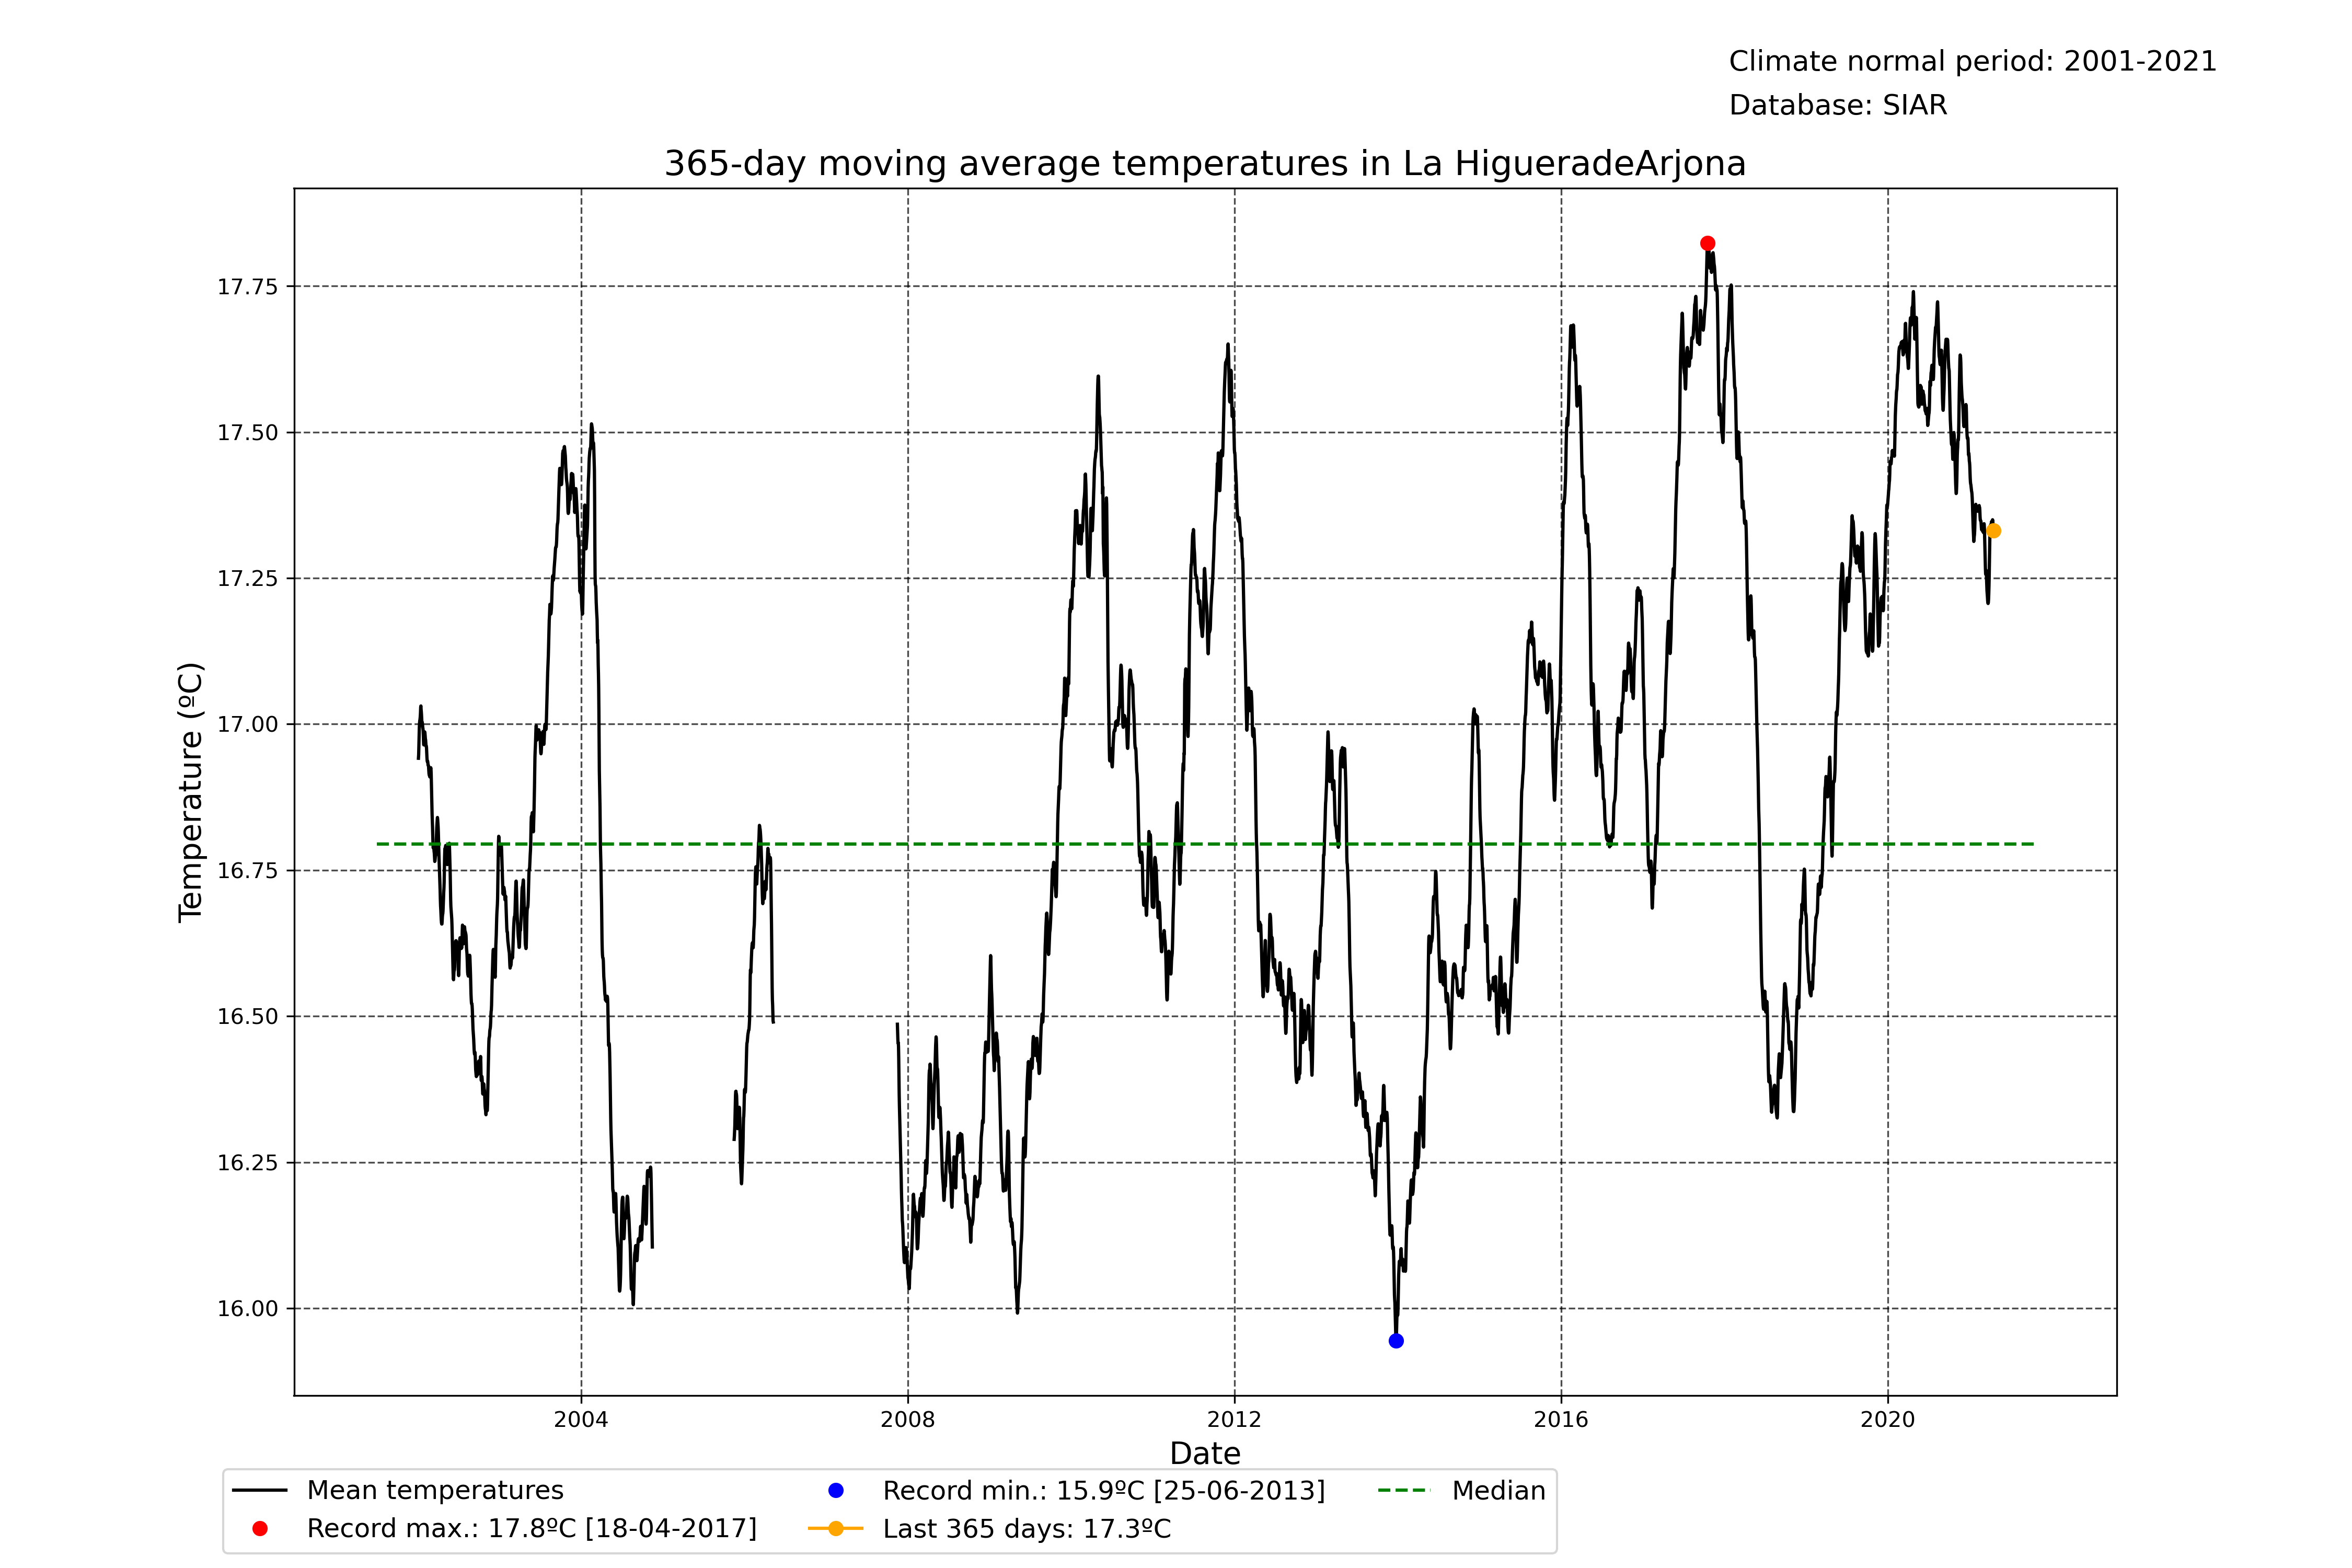 Climate normal period: 2001-2021
Database: SIAR
365-day moving average temperatures in La HigueradeArjona
17.75
17.50
17.25
17.00
16.75
16.50
16.25
16.00
Temperature (ºC)
2004 2008 2012 2016 2020
Date
Mean temperatures
Record max.: 17.8ºC [18-04-2017]
Record min.: 15.9ºC [25-06-2013]
Last 365 days: 17.3ºC
Median